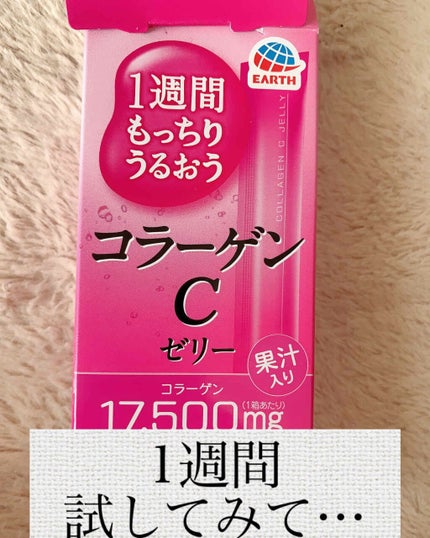 EARTH
1週間
もっちり
うるおう
COLLAGEN C JELLY
コラーゲン
C
ゼリー
果汁
入り
コラーゲン
17,500mg
(1箱あたり)
1週間
試してみて…